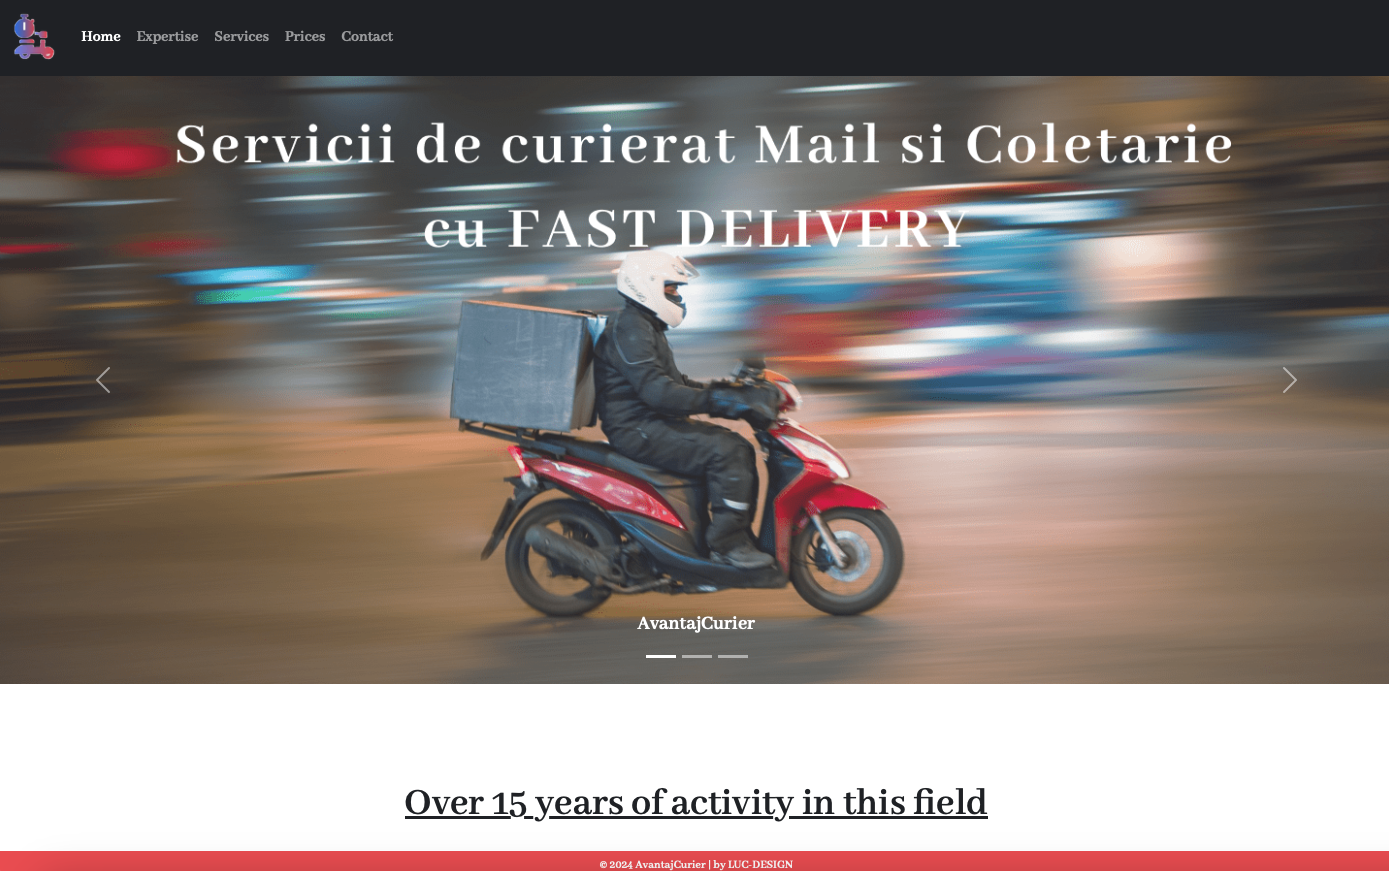 Home Expertise Services Prices Contact
Servicii de curierat Mail si Coletarie
cu FAST DELIVERY
AvantajCurier
Over 15 years of activity in this field
© 2024 AvantajCurier | by LUC-DESIGN